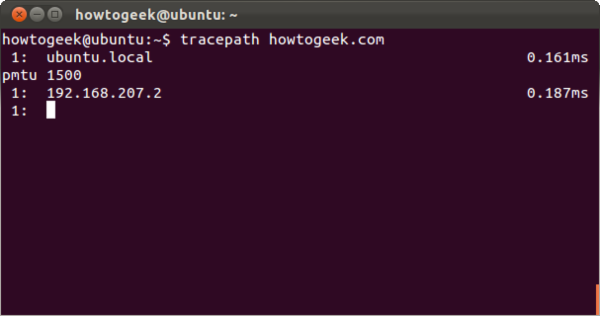 howtogeek@ubuntu: ~
howtogeek@ubuntu:~$ tracepath howtogeek.com
 1:  ubuntu.local                                          0.161ms
pmtu 1500
 1:  192.168.207.2                                         0.187ms
 1: